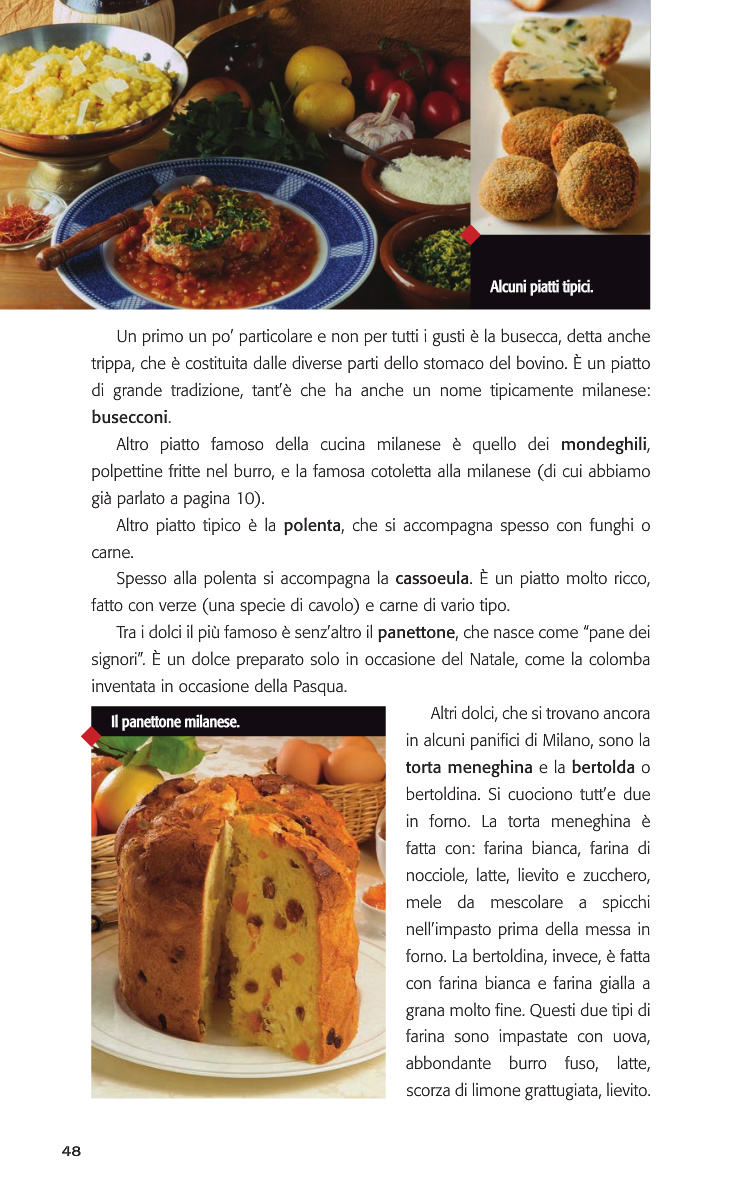 Alcuni piatti tipici.
Un primo un po’ particolare e non per tutti i gusti è la busecca, detta anche
trippa, che è costituita dalle diverse parti dello stomaco del bovino. È un piatto
di grande tradizione, tant’è che ha anche un nome tipicamente milanese:
busecconi.
Altro piatto famoso della cucina milanese è quello dei mondeghili,
polpettine fritte nel burro, e la famosa cotoletta alla milanese (di cui abbiamo
già parlato a pagina 10).
Altro piatto tipico è la polenta, che si accompagna spesso con funghi o
carne.
Spesso alla polenta si accompagna la cassoeula. È un piatto molto ricco,
fatto con verze (una specie di cavolo) e carne di vario tipo.
Tra i dolci il più famoso è senz’altro il panettone, che nasce come “pane dei
signori”. È un dolce preparato solo in occasione del Natale, come la colomba
inventata in occasione della Pasqua.
Il panettone milanese.
Altri dolci, che si trovano ancora
in alcuni panifici di Milano, sono la
torta meneghina e la bertolda o
bertoldina. Si cuociono tutt’e due
in forno. La torta meneghina è
fatta con: farina bianca, farina di
nocciole, latte, lievito e zucchero,
mele da mescolare a spicchi
nell’impasto prima della messa in
forno. La bertoldina, invece, è fatta
con farina bianca e farina gialla a
grana molto fine. Questi due tipi di
farina sono impastate con uova,
abbondante burro fuso, latte,
scorza di limone grattugiata, lievito.
48